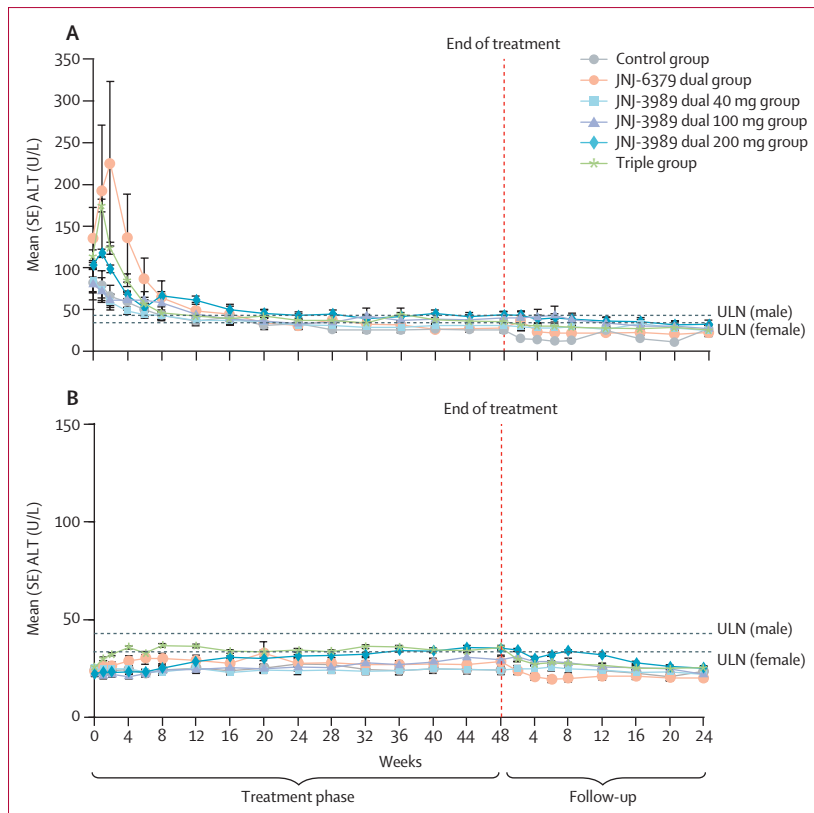 A
End of treatment
Control group
JNJ-6379 dual group
JNJ-3989 dual 40 mg group
JNJ-3989 dual 100 mg group
JNJ-3989 dual 200 mg group
Triple group
350
300
250
200
150
100
50
0
Mean (SE) ALT (U/L)
ULN (male)
ULN (female)
B
End of treatment
150
100
50
0
Mean (SE) ALT (U/L)
ULN (male)
ULN (female)
0 4 8 12 16 20 24 28 32 36 40 44 48 4 8 12 16 20 24
Weeks
Treatment phase Follow-up